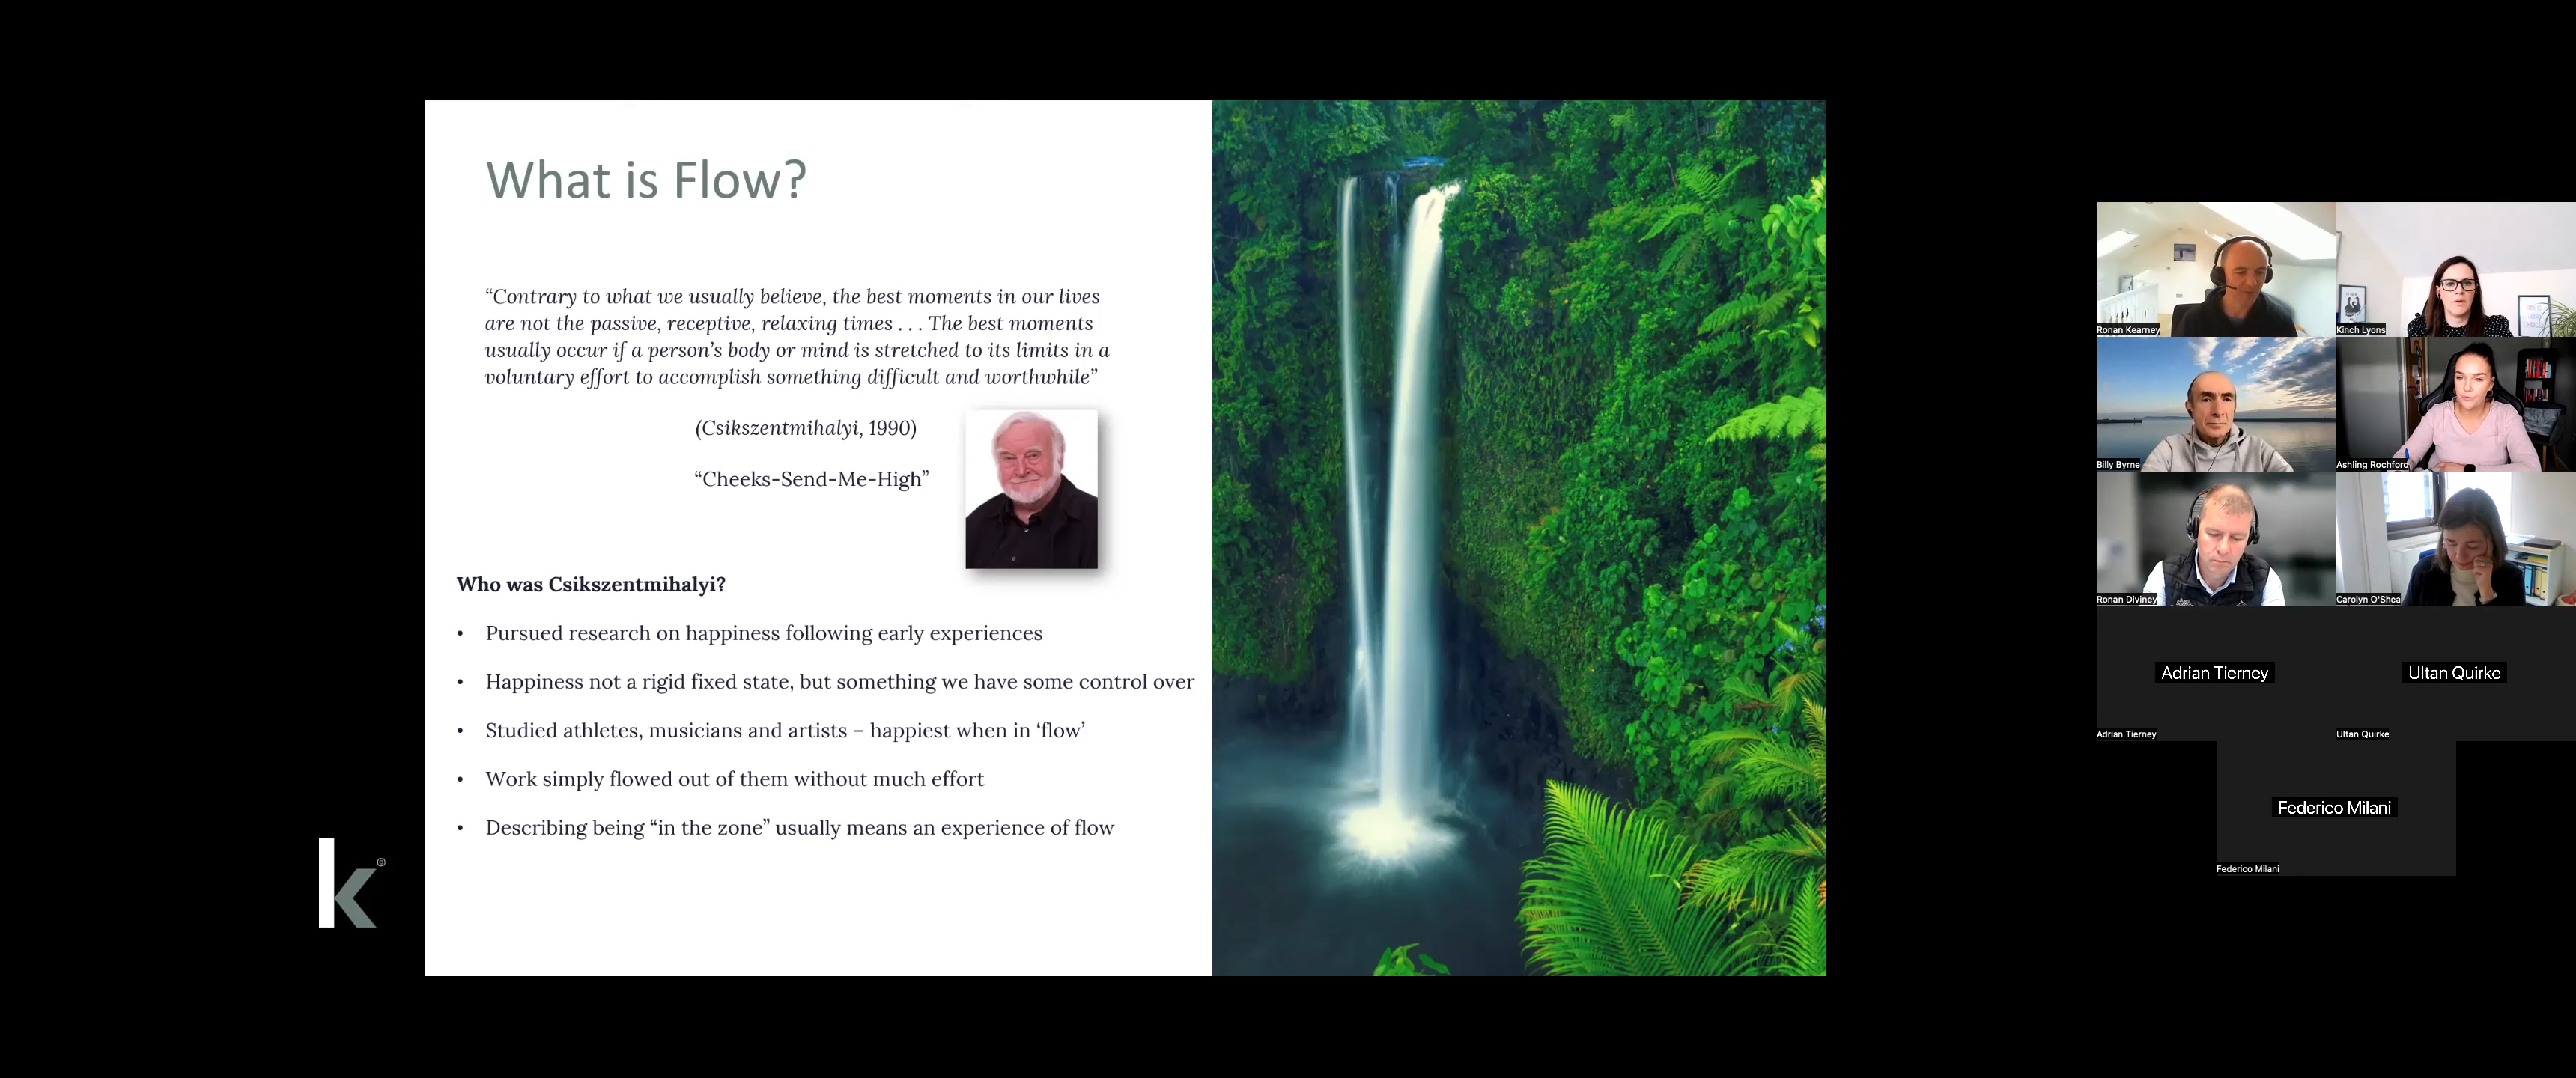 What is Flow?
“Contrary to what we usually believe, the best moments in our lives
are not the passive, receptive, relaxing times . . . The best moments
usually occur if a person’s body or mind is stretched to its limits in a
voluntary effort to accomplish something difficult and worthwhile”
(Csikszentmihalyi, 1990)
“Cheeks-Send-Me-High”
Who was Csikszentmihalyi?
• Pursued research on happiness following early experiences
• Happiness not a rigid fixed state, but something we have some control over
• Studied athletes, musicians and artists – happiest when in ‘flow’
• Work simply flowed out of them without much effort
• Describing being “in the zone” usually means an experience of flow
k©
Ronan Kearney
Kinch Lyons
Billy Byrne
Ashling Rochford
Ronan Diviney
Carolyn O'Shea
Adrian Tierney
Adrian Tierney
Ultan Quirke
Ultan Quirke
Federico Milani
Federico Milani